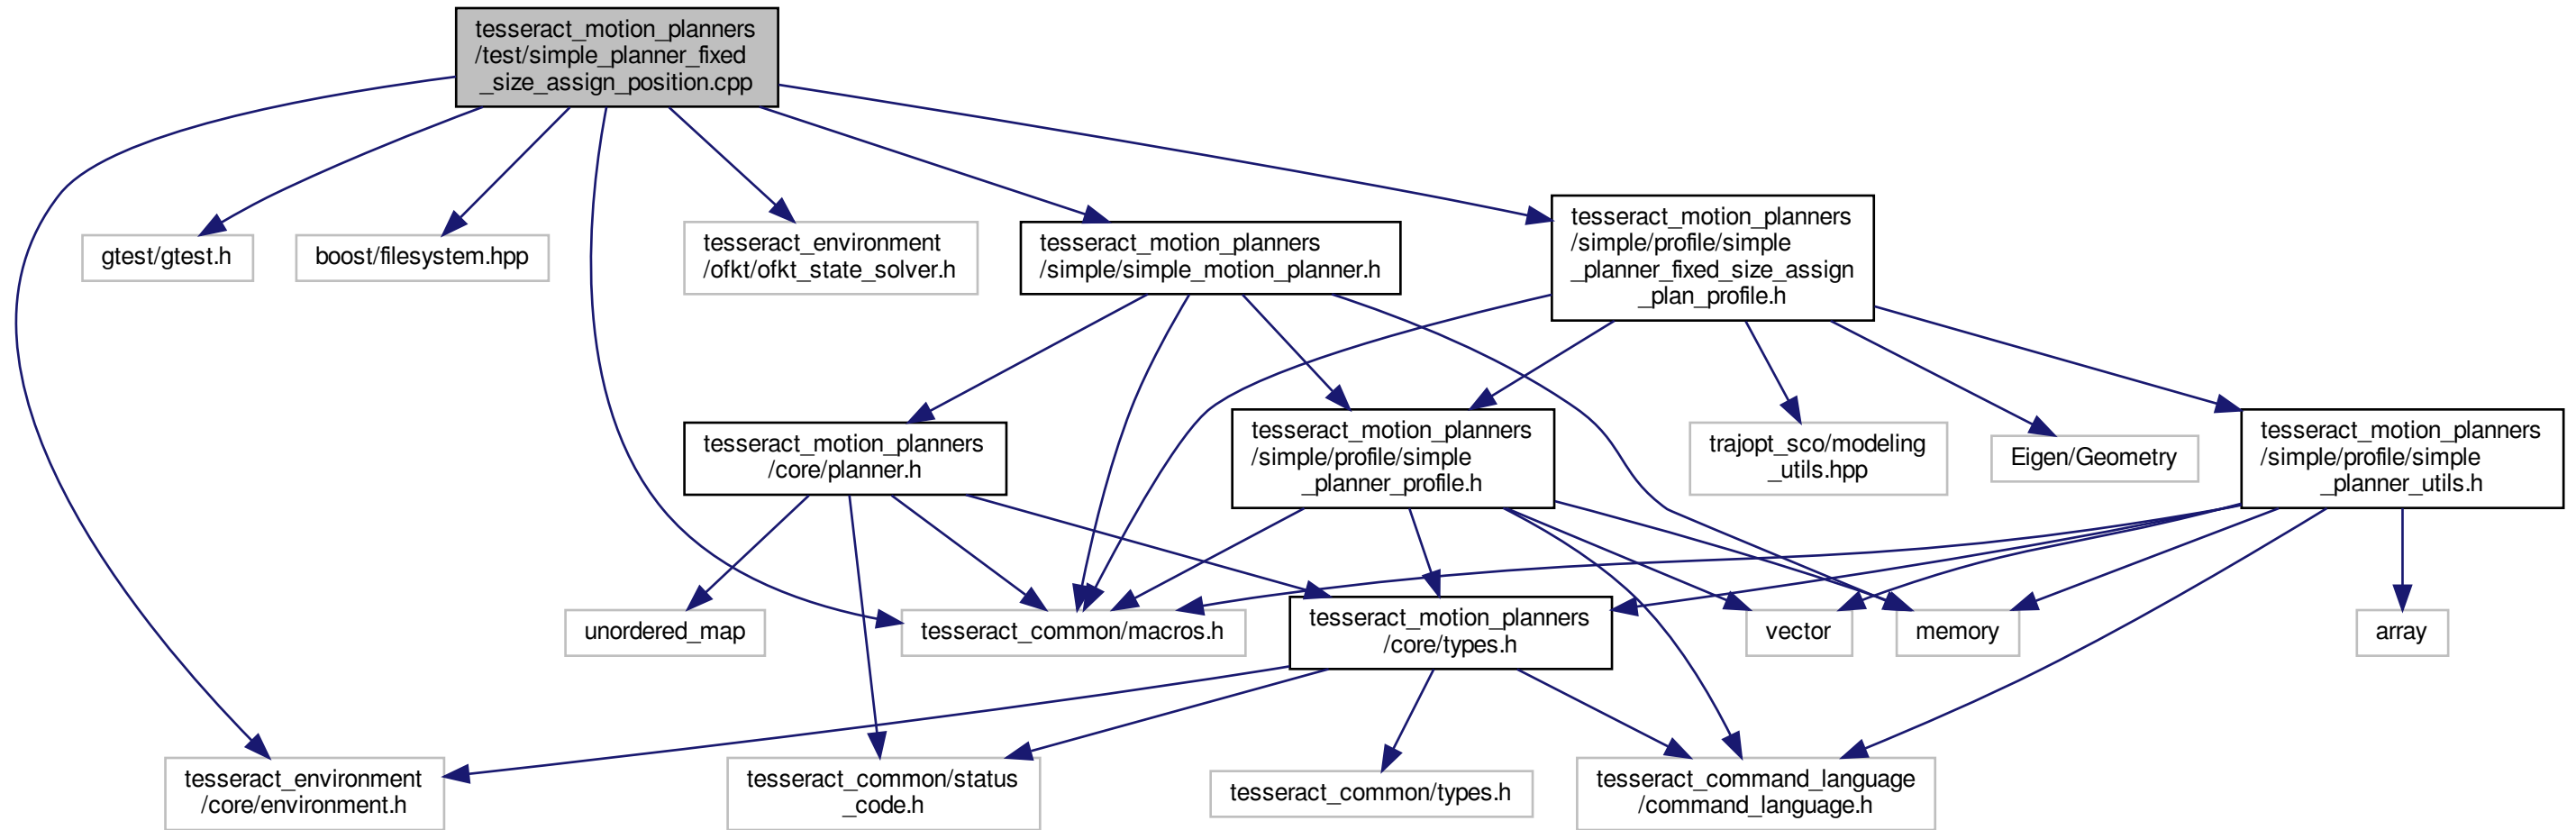 tesseract_motion_planners
/test/simple_planner_fixed
_size_assign_position.cpp
gtest/gtest.h
boost/filesystem.hpp
tesseract_environment
/ofkt/ofkt_state_solver.h
tesseract_motion_planners
/simple/simple_motion_planner.h
tesseract_motion_planners
/simple/profile/simple
_planner_fixed_size_assign
_plan_profile.h
tesseract_motion_planners
/core/planner.h
tesseract_motion_planners
/simple/profile/simple
_planner_profile.h
trajopt_sco/modeling
_utils.hpp
Eigen/Geometry
tesseract_motion_planners
/simple/profile/simple
_planner_utils.h
unordered_map
tesseract_common/macros.h
tesseract_motion_planners
/core/types.h
vector
memory
array
tesseract_environment
/core/environment.h
tesseract_common/status
_code.h
tesseract_common/types.h
tesseract_command_language
/command_language.h